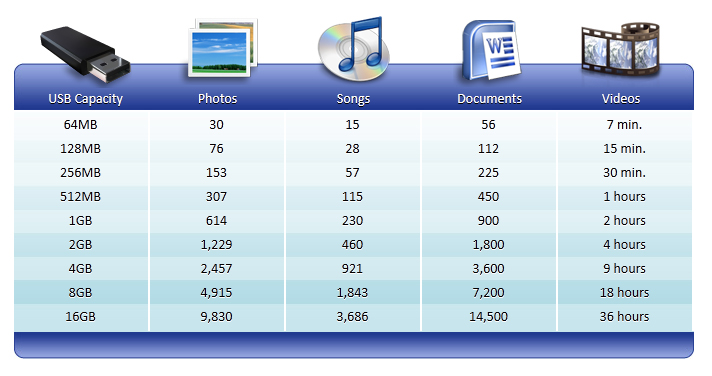 W
USB Capacity Photos Songs Documents Videos
64MB 30 15 56 7 min.
128MB 76 28 112 15 min.
256MB 153 57 225 30 min.
512MB 307 115 450 1 hours
1GB 614 230 900 2 hours
2GB 1,229 460 1,800 4 hours
4GB 2,457 921 3,600 9 hours
8GB 4,915 1,843 7,200 18 hours
16GB 9,830 3,686 14,500 36 hours